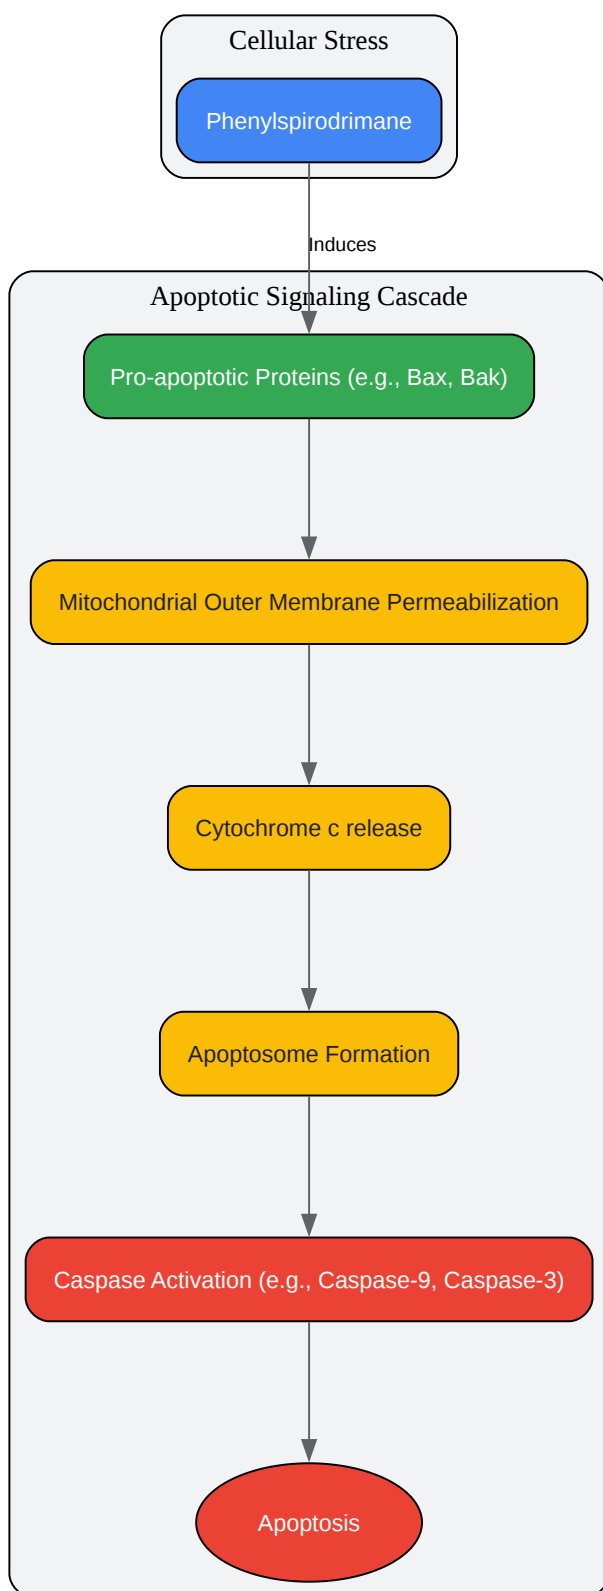 Cellular Stress
Phenylspirodrimane
Induces
Apoptotic Signaling Cascade
Pro-apoptotic Proteins (e.g., Bax, Bak)
Mitochondrial Outer Membrane Permeabilization
Cytochrome c release
Apoptosome Formation
Caspase Activation (e.g., Caspase-9, Caspase-3)
Apoptosis